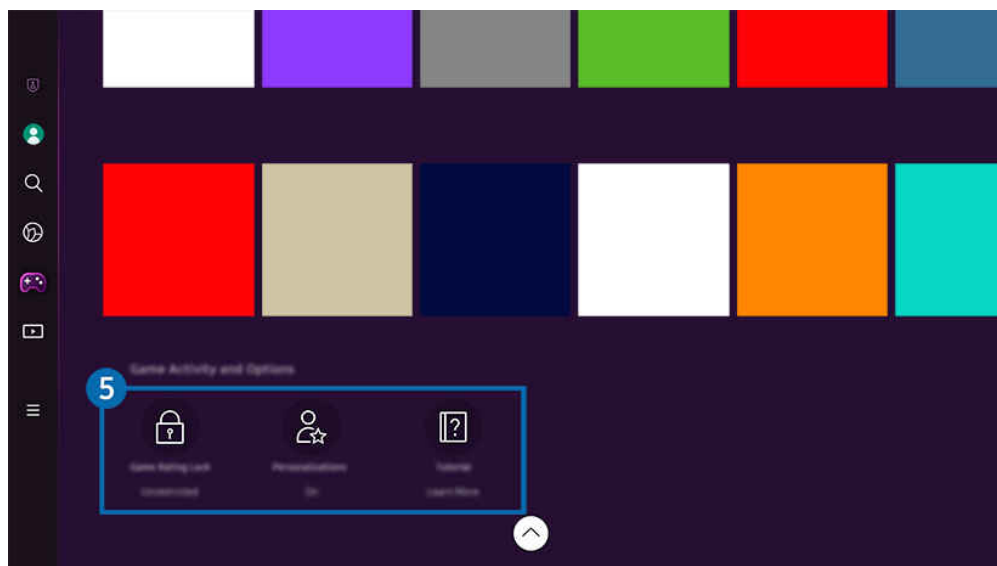 Game Activity and Options
5
Game Rating Lock Personalizations Tutorial
Unrestricted On Learn More